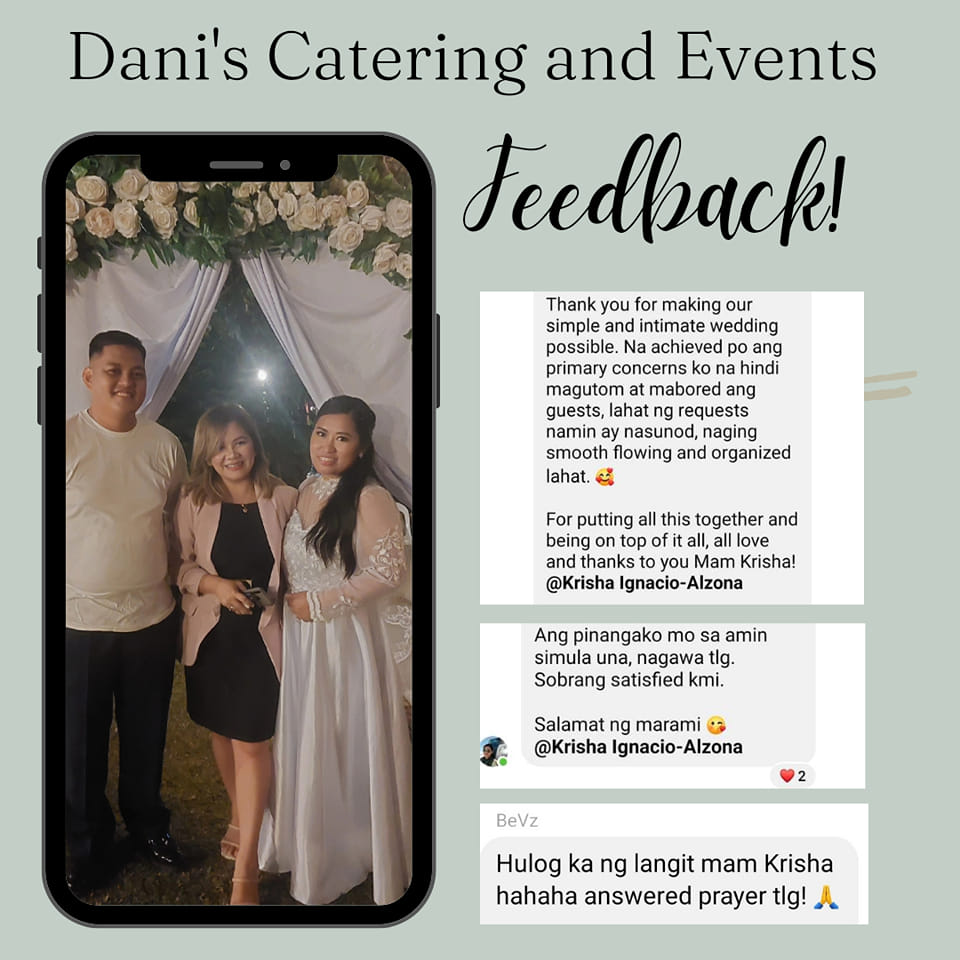 Dani's Catering and Events
Feedback!
Thank you for making our
simple and intimate wedding
possible. Na achieved po ang
primary concerns ko na hindi
magutom at mabored ang
guests, lahat ng requests
namin ay nasunod, naging
smooth flowing and organized
lahat. 🥰
For putting all this together and
being on top of it all, all love
and thanks to you Mam Krisha!
@Krisha Ignacio-Alzona
Ang pinangako mo sa amin
simula una, nagawa tlg.
Sobrang satisfied kmi.
Salamat ng marami 😘
@Krisha Ignacio-Alzona
❤️ 2
BeVz
Hulog ka ng langit mam Krisha
hahaha answered prayer tlg! 🙏